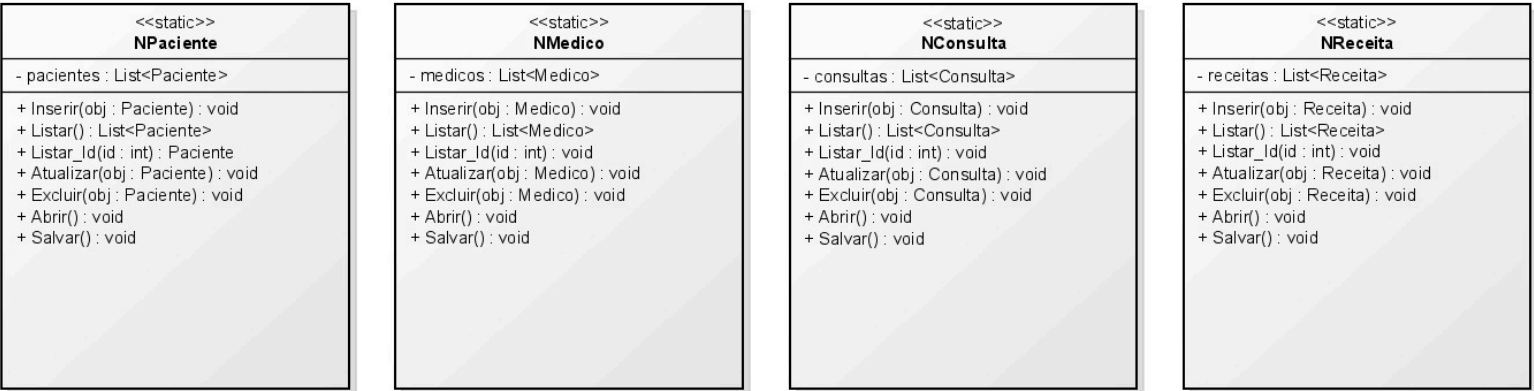 <<static>>
NPaciente
- pacientes : List<Paciente>
+ Inserir(obj : Paciente) : void
+ Listar() : List<Paciente>
+ Listar_Id(id : int) : Paciente
+ Atualizar(obj : Paciente) : void
+ Excluir(obj : Paciente) : void
+ Abrir() : void
+ Salvar() : void
<<static>>
NMedico
- medicos : List<Medico>
+ Inserir(obj : Medico) : void
+ Listar() : List<Medico>
+ Listar_Id(id : int) : void
+ Atualizar(obj : Medico) : void
+ Excluir(obj : Medico) : void
+ Abrir() : void
+ Salvar() : void
<<static>>
NConsulta
- consultas : List<Consulta>
+ Inserir(obj : Consulta) : void
+ Listar() : List<Consulta>
+ Listar_Id(id : int) : void
+ Atualizar(obj : Consulta) : void
+ Excluir(obj : Consulta) : void
+ Abrir() : void
+ Salvar() : void
<<static>>
NReceita
- receitas : List<Receita>
+ Inserir(obj : Receita) : void
+ Listar() : List<Receita>
+ Listar_Id(id : int) : void
+ Atualizar(obj : Receita) : void
+ Excluir(obj : Receita) : void
+ Abrir() : void
+ Salvar() : void